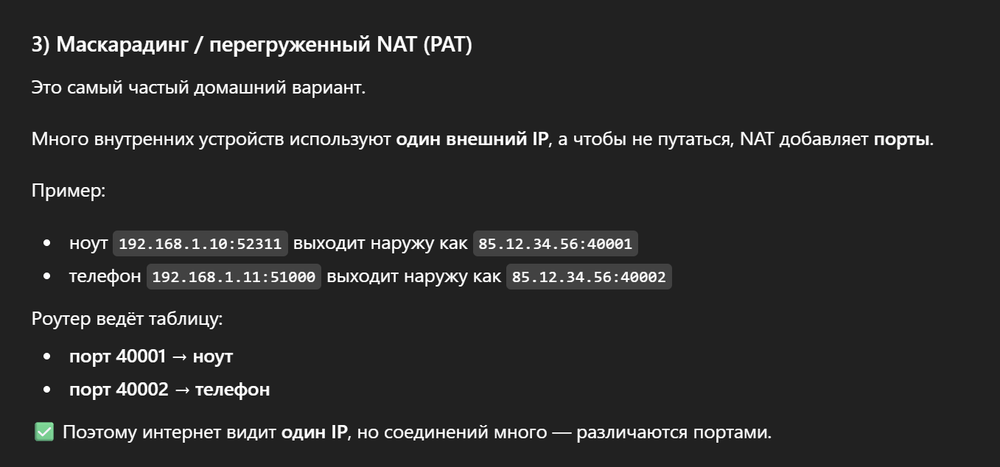 3) Маскарадинг / перегруженный NAT (PAT)
Это самый частый домашний вариант.
Много внутренних устройств используют один внешний IP, а чтобы не путаться, NAT добавляет порты.
Пример:
• ноут 192.168.1.10:52311 выходит наружу как 85.12.34.56:40001
• телефон 192.168.1.11:51000 выходит наружу как 85.12.34.56:40002
Роутер ведёт таблицу:
• порт 40001 → ноут
• порт 40002 → телефон
✅ Поэтому интернет видит один IP, но соединений много — различаются портами.